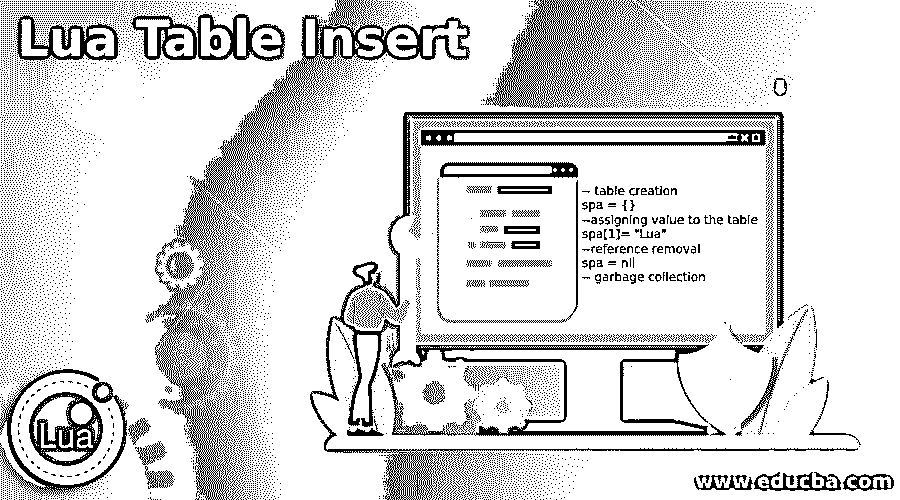 Lua Table Insert
– table creation
spa = {}
–assigning value to the table
spa[1]= "Lua"
–reference removal
spa = nil
– garbage collection
Lua
www.educba.com